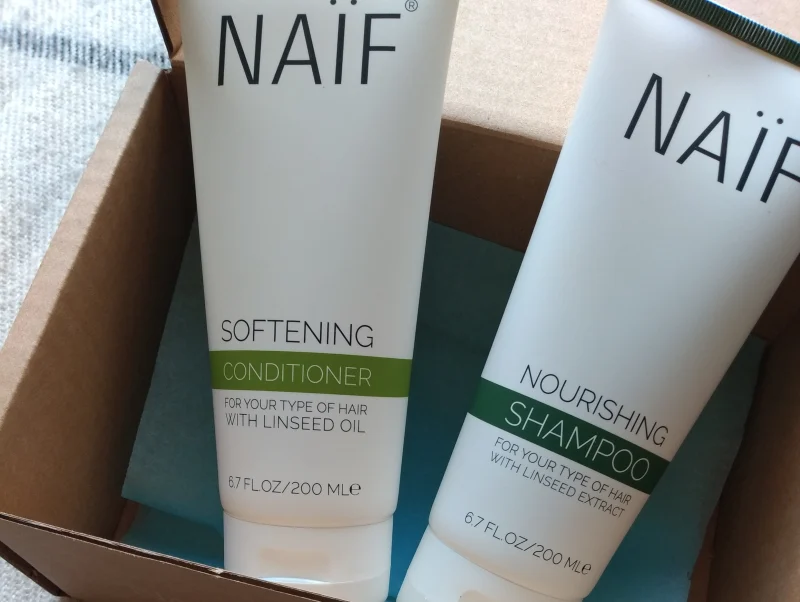 NAÏF®
SOFTENING
CONDITIONER
FOR YOUR TYPE OF HAIR
WITH LINSEED OIL
6.7 FL.OZ/200 MLe
NAÏF
NOURISHING
SHAMPOO
FOR YOUR TYPE OF HAIR
WITH LINSEED EXTRACT
6.7 FL.OZ/200 MLe